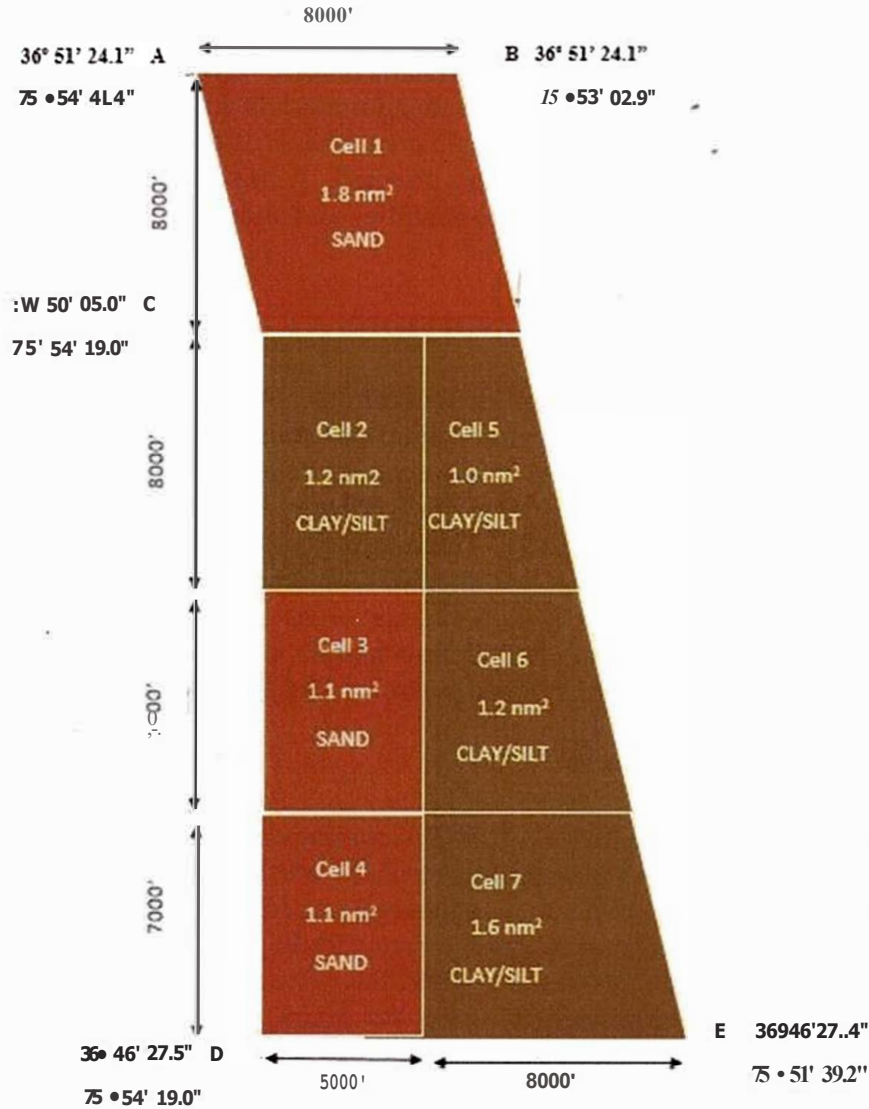 8000'
36° 51' 24.1" A
B 36° 51' 24.1"
75 •54' 4L4"
15 •53' 02.9"
Cell 1
1.8 nm²
SAND
8000'
:W 50' 05.0" C
75' 54' 19.0"
Cell 2
1.2 nm2
CLAY/SILT
Cell 5
1.0 nm²
CLAY/SILT
8000'
Cell 3
1.1 nm²
SAND
Cell 6
1.2 nm²
CLAY/SILT
Cell 4
1.1 nm²
SAND
Cell 7
1.6 nm²
CLAY/SILT
7000'
E 36946'27..4"
75 • 51' 39.2"
36• 46' 27.5" D
75 •54' 19.0"
5000'
8000'